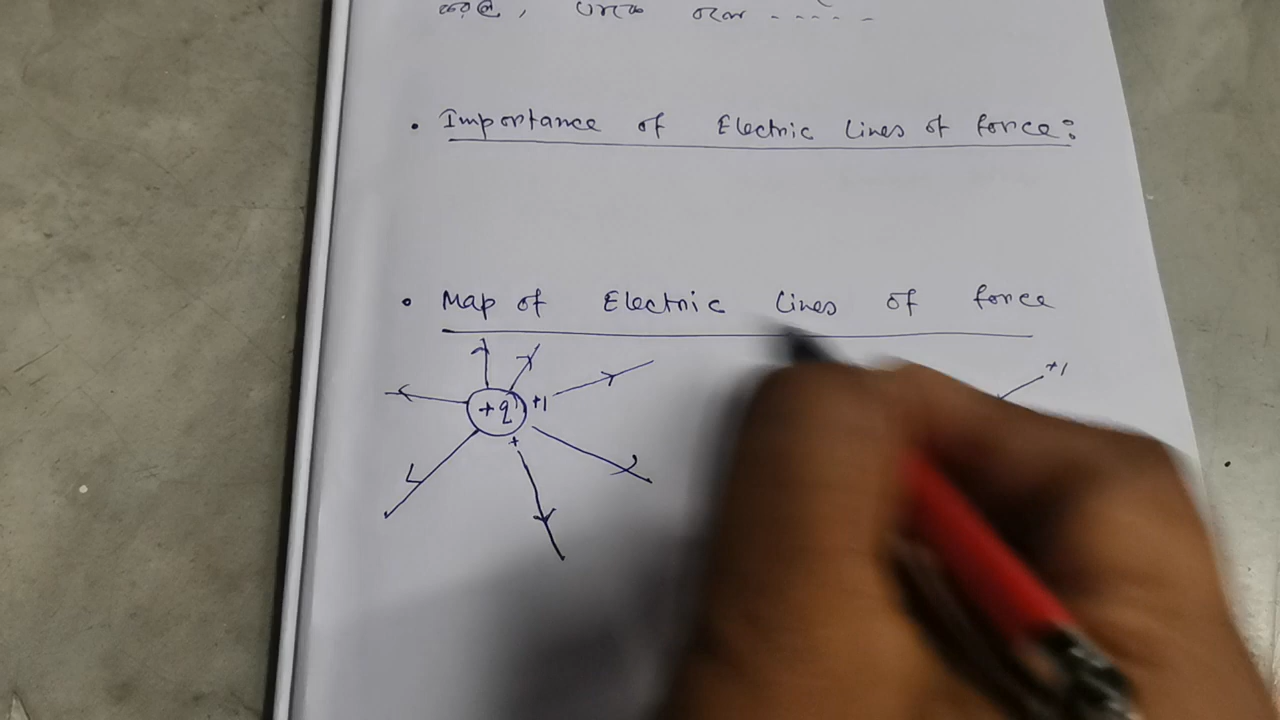 • Importance of Electric Lines of force:
• Map of Electric Lines of force
+q +1
+
+1